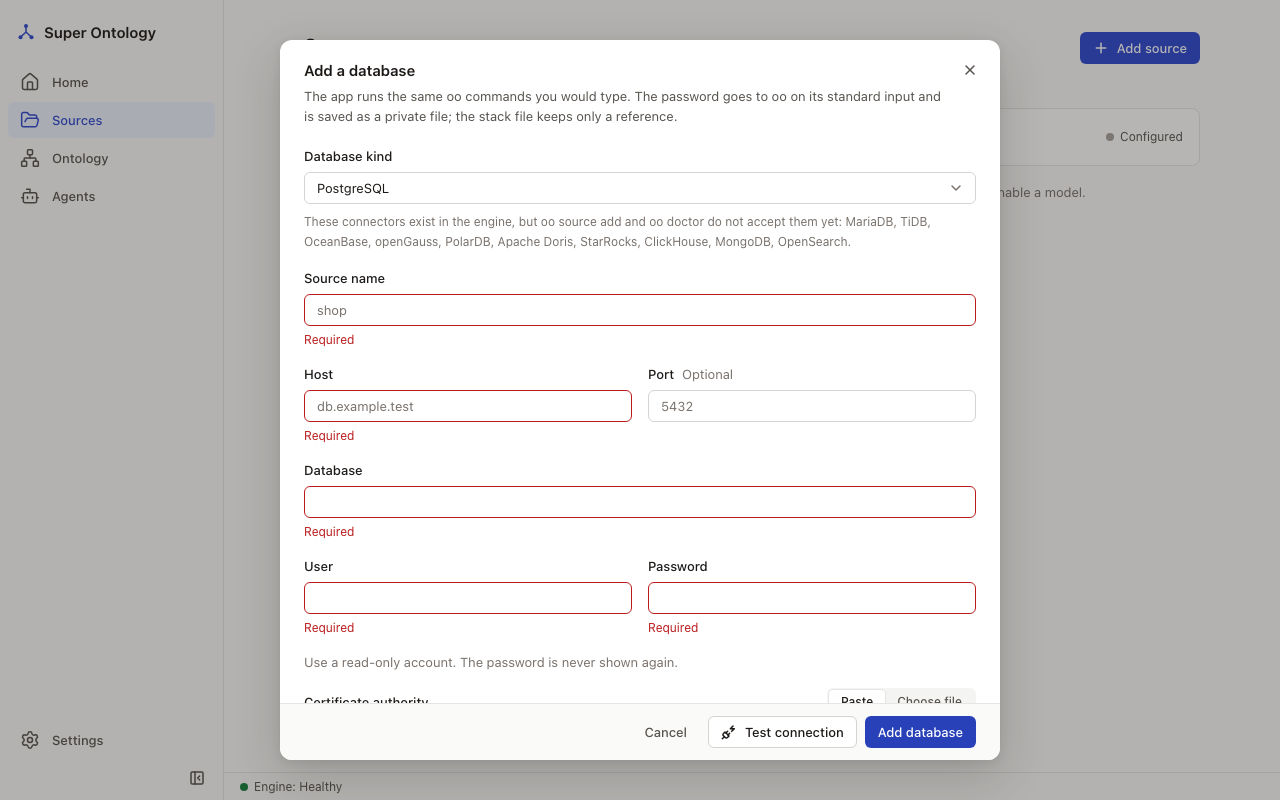 Super Ontology
Home
Sources
Ontology
Agents
Settings
Add source
Configured
nable a model.
Engine: Healthy
Add a database
The app runs the same oo commands you would type. The password goes to oo on its standard input and
is saved as a private file; the stack file keeps only a reference.
Database kind
PostgreSQL
These connectors exist in the engine, but oo source add and oo doctor do not accept them yet: MariaDB, TiDB,
OceanBase, openGauss, PolarDB, Apache Doris, StarRocks, ClickHouse, MongoDB, OpenSearch.
Source name
shop
Required
Host
Port Optional
db.example.test
5432
Required
Database
Required
User
Password
Required
Required
Use a read-only account. The password is never shown again.
Certificate authority
Paste
Choose file
Cancel
Test connection
Add database